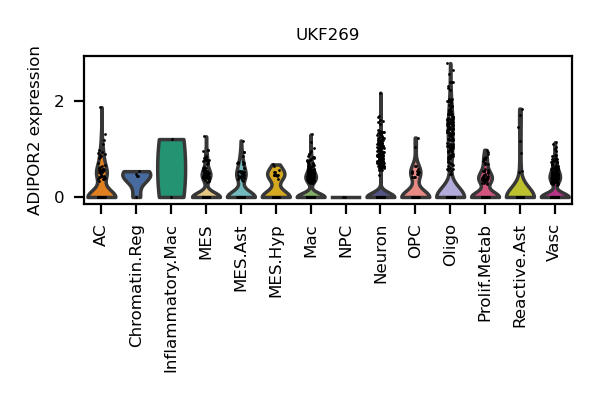 UKF269
ADIPOR2 expression
2
0
AC
Chromatin.Reg
Inflammatory.Mac
MES
MES.Ast
MES.Hyp
Mac
NPC
Neuron
OPC
Oligo
Prolif.Metab
Reactive.Ast
Vasc